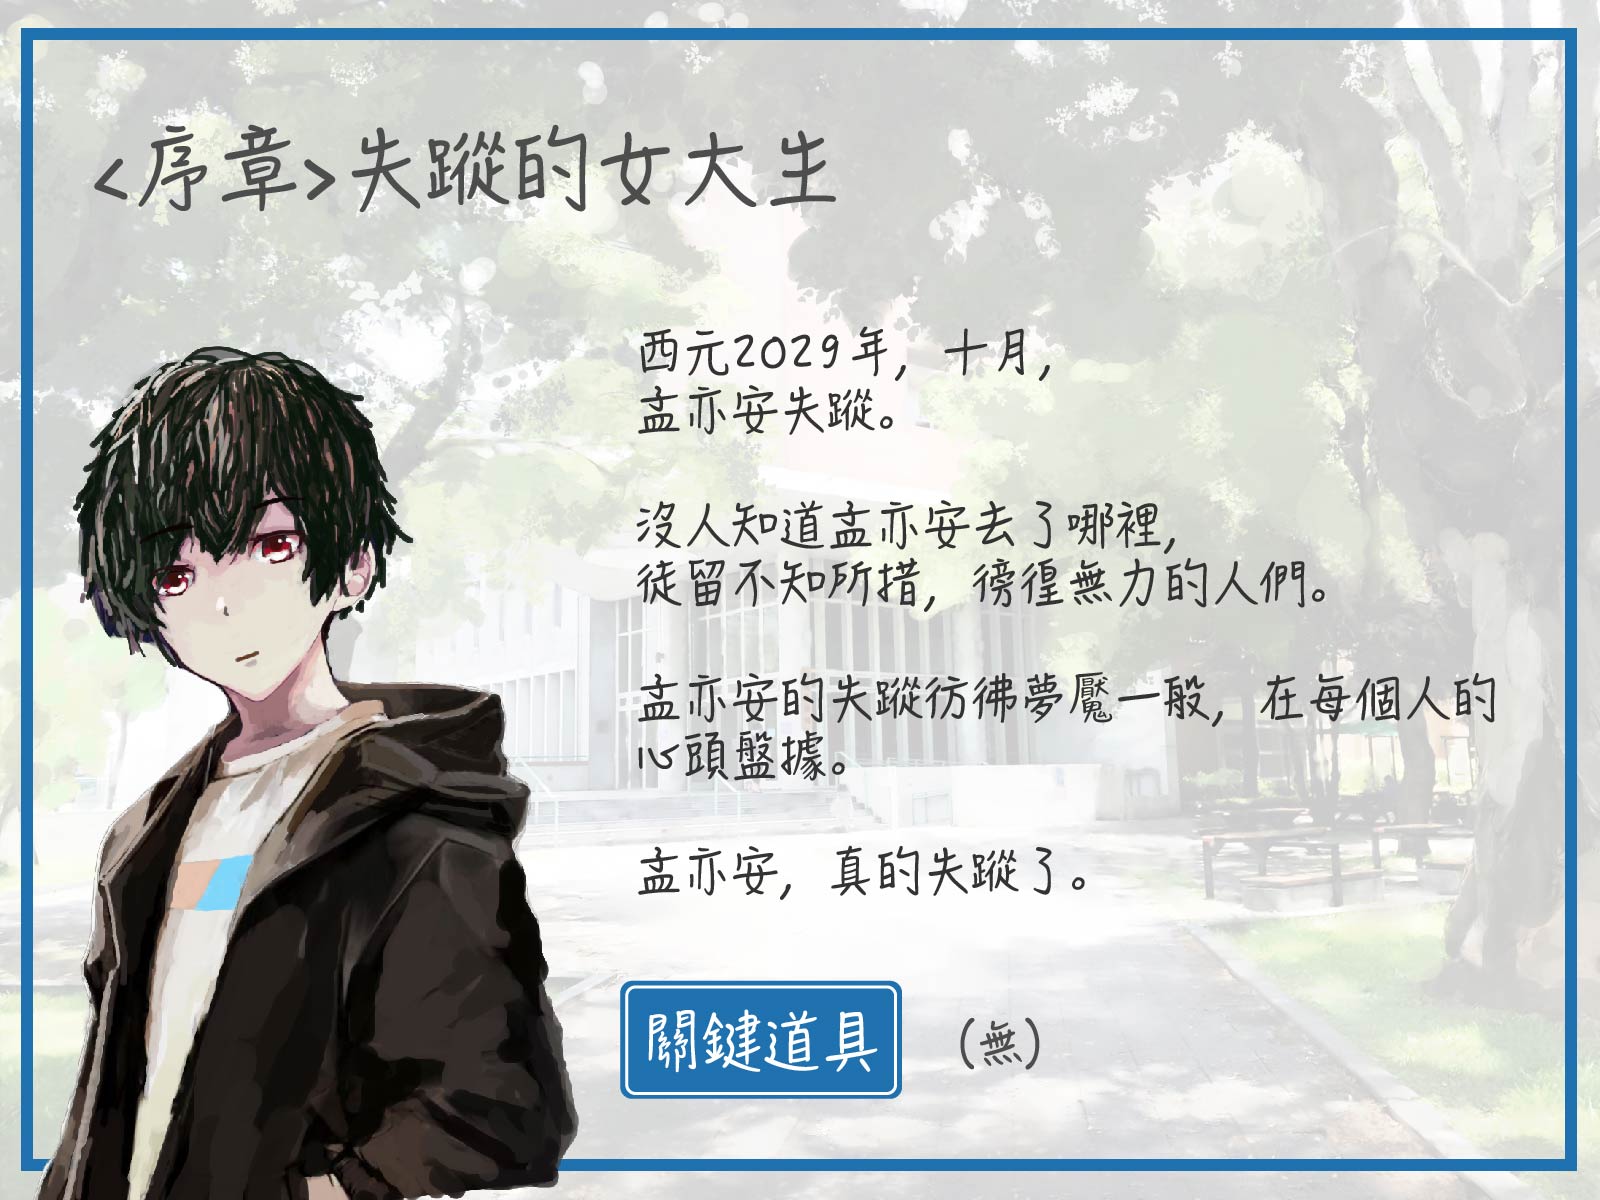 <序章>失蹤的女大生
西元2029年，十月，
孟亦安失蹤。
沒人知道孟亦安去了哪裡，
徒留不知所措，徬徨無力的人們。
孟亦安的失蹤彷彿夢魘一般，在每個人的
心頭盤據。
孟亦安，真的失蹤了。
關鍵道具
（無）